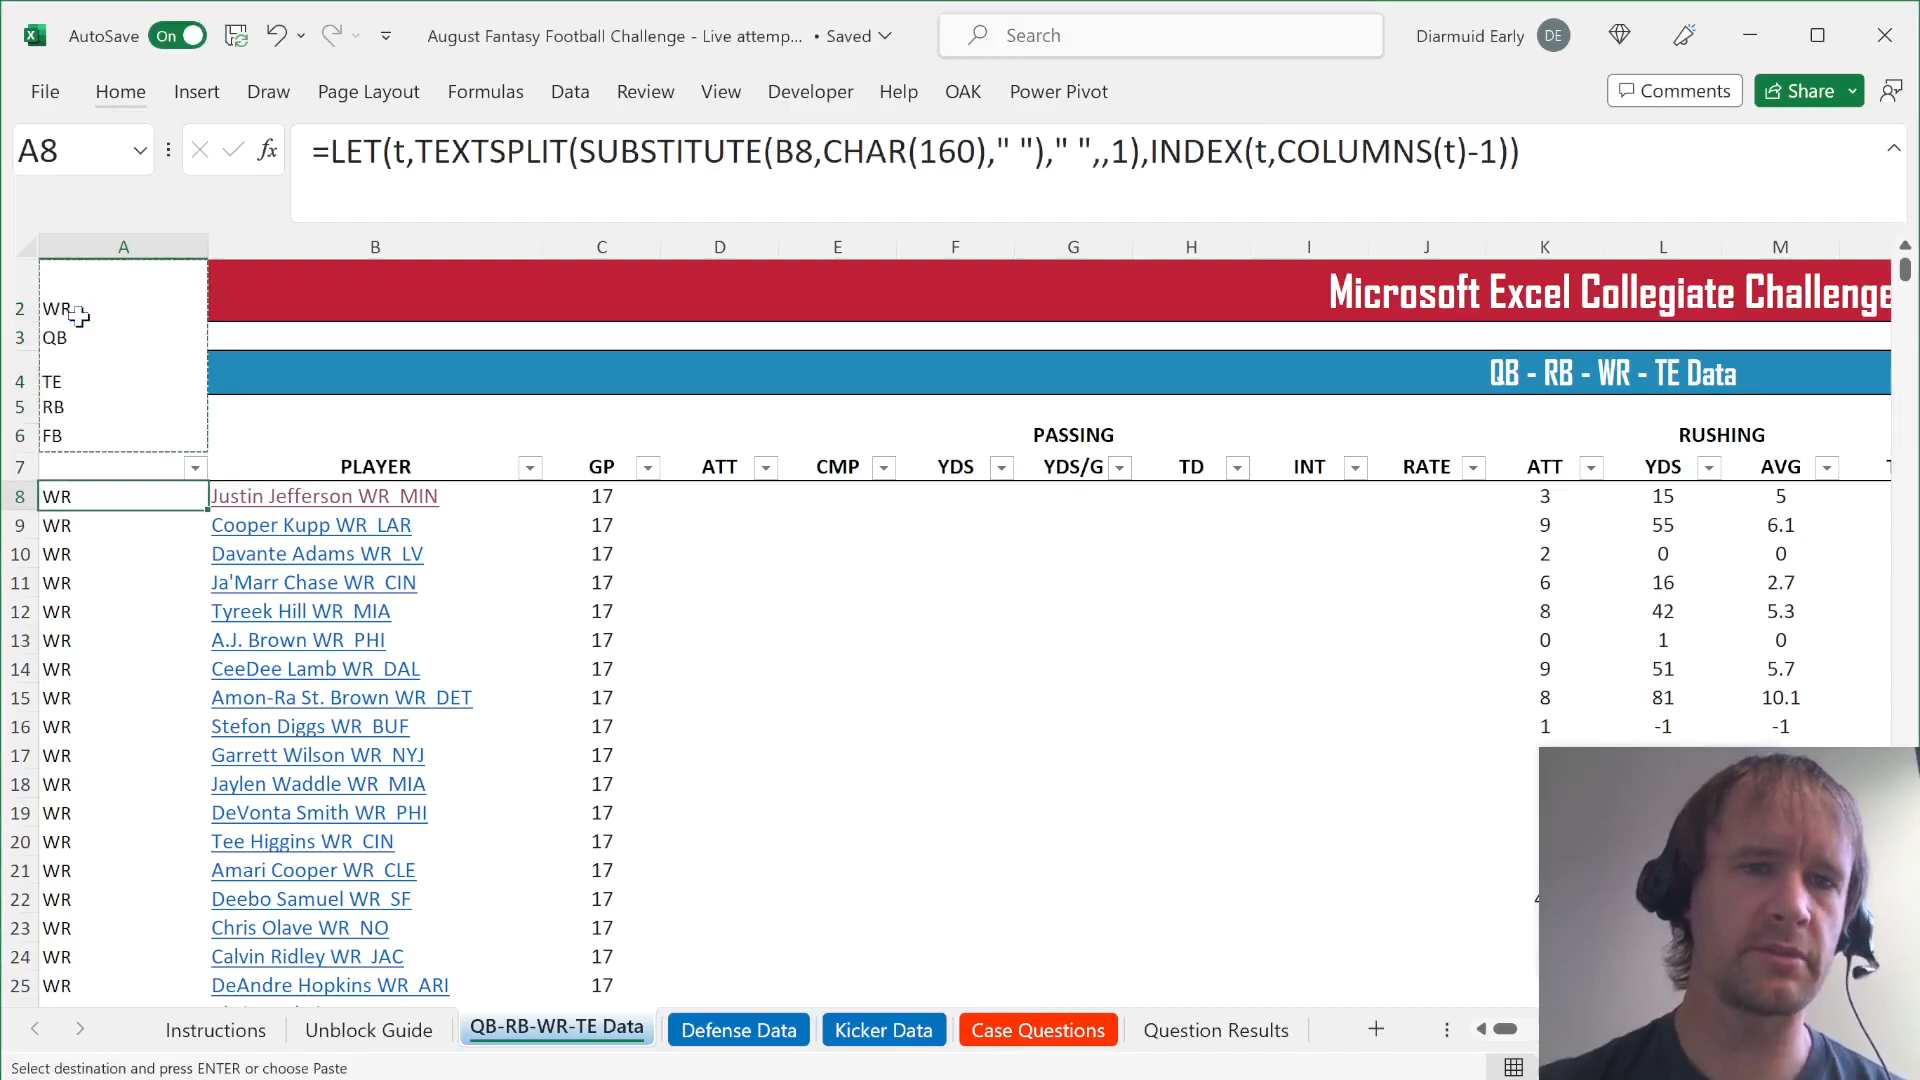 AutoSave On August Fantasy Football Challenge - Live attemp... • Saved Search Diarmuid Early DE
File Home Insert Draw Page Layout Formulas Data Review View Developer Help OAK Power Pivot Comments Share
A8 fx =LET(t,TEXTSPLIT(SUBSTITUTE(B8,CHAR(160)," ")," ",,1),INDEX(t,COLUMNS(t)-1))
A B C D E F G H I J K L M
2 WR Microsoft Excel Collegiate Challenge
3 QB
4 TE QB - RB - WR - TE Data
5 RB
6 FB PASSING RUSHING
7 PLAYER GP ATT CMP YDS YDS/G TD INT RATE ATT YDS AVG
8 WR Justin Jefferson WR MIN 17 3 15 5
9 WR Cooper Kupp WR LAR 17 9 55 6.1
10 WR Davante Adams WR LV 17 2 0 0
11 WR Ja'Marr Chase WR CIN 17 6 16 2.7
12 WR Tyreek Hill WR MIA 17 8 42 5.3
13 WR A.J. Brown WR PHI 17 0 1 0
14 WR CeeDee Lamb WR DAL 17 9 51 5.7
15 WR Amon-Ra St. Brown WR DET 17 8 81 10.1
16 WR Stefon Diggs WR BUF 17 1 -1 -1
17 WR Garrett Wilson WR NYJ 17
18 WR Jaylen Waddle WR MIA 17
19 WR DeVonta Smith WR PHI 17
20 WR Tee Higgins WR CIN 17
21 WR Amari Cooper WR CLE 17
22 WR Deebo Samuel WR SF 17
23 WR Chris Olave WR NO 17
24 WR Calvin Ridley WR JAC 17
25 WR DeAndre Hopkins WR ARI 17
Instructions Unblock Guide QB-RB-WR-TE Data Defense Data Kicker Data Case Questions Question Results
Select destination and press ENTER or choose Paste